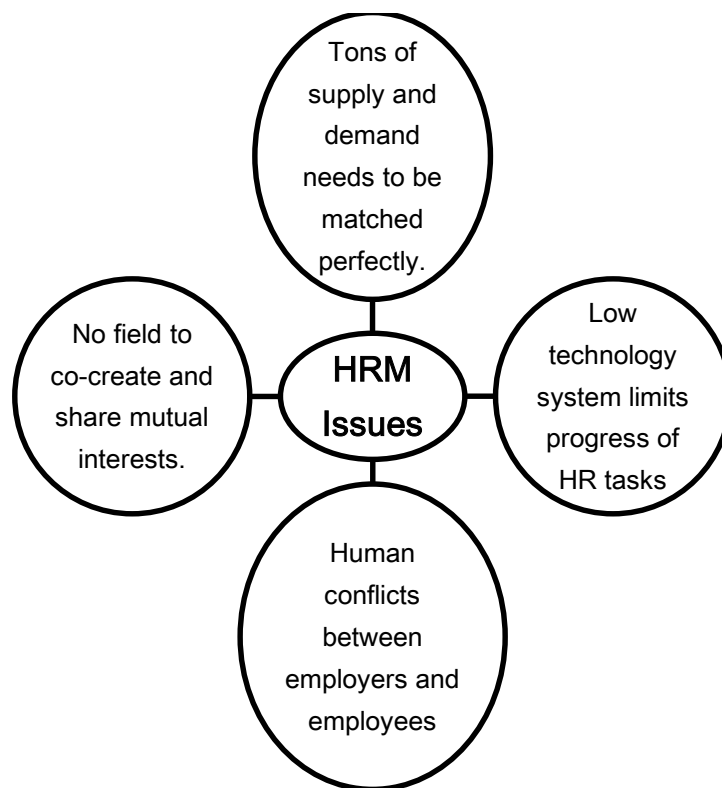 Tons of
supply and
demand
needs to be
matched
perfectly.
No field to
co-create and
share mutual
interests.
HRM
Issues
Low
technology
system limits
progress of
HR tasks
Human
conflicts
between
employers and
employees